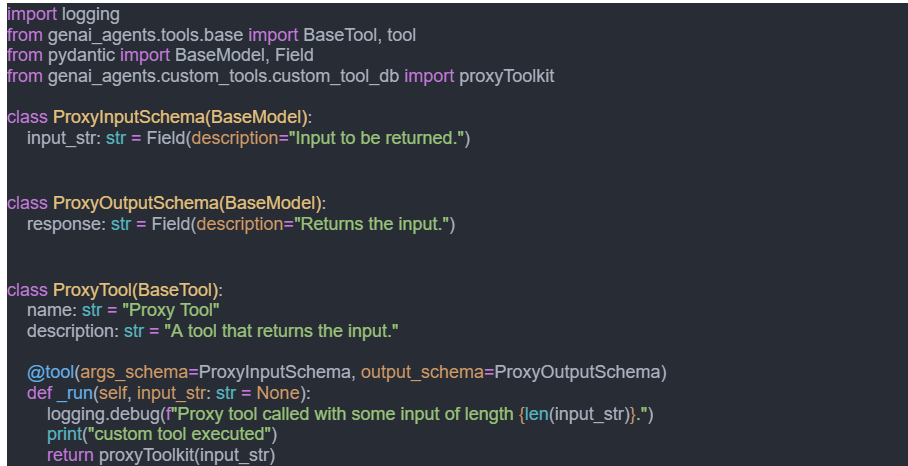 import logging
from genai_agents.tools.base import BaseTool, tool
from pydantic import BaseModel, Field
from genai_agents.custom_tools.custom_tool_db import proxyToolkit
class ProxyInputSchema(BaseModel):
    input_str: str = Field(description="Input to be returned.")
class ProxyOutputSchema(BaseModel):
    response: str = Field(description="Returns the input.")
class ProxyTool(BaseTool):
    name: str = "Proxy Tool"
    description: str = "A tool that returns the input."
    @tool(args_schema=ProxyInputSchema, output_schema=ProxyOutputSchema)
    def _run(self, input_str: str = None):
        logging.debug(f"Proxy tool called with some input of length {len(input_str)}.")
        print("custom tool executed")
        return proxyToolkit(input_str)